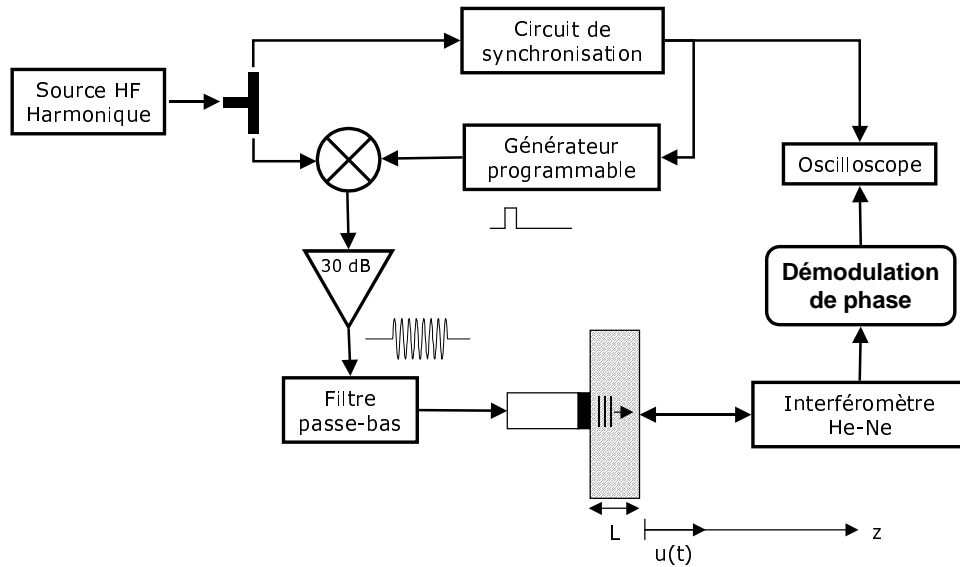 Circuit de
synchronisation
Source HF
Harmonique
Générateur
programmable
Oscilloscope
30 dB
Démodulation
de phase
Filtre
passe-bas
Interféromètre
He-Ne
L
z
u(t)